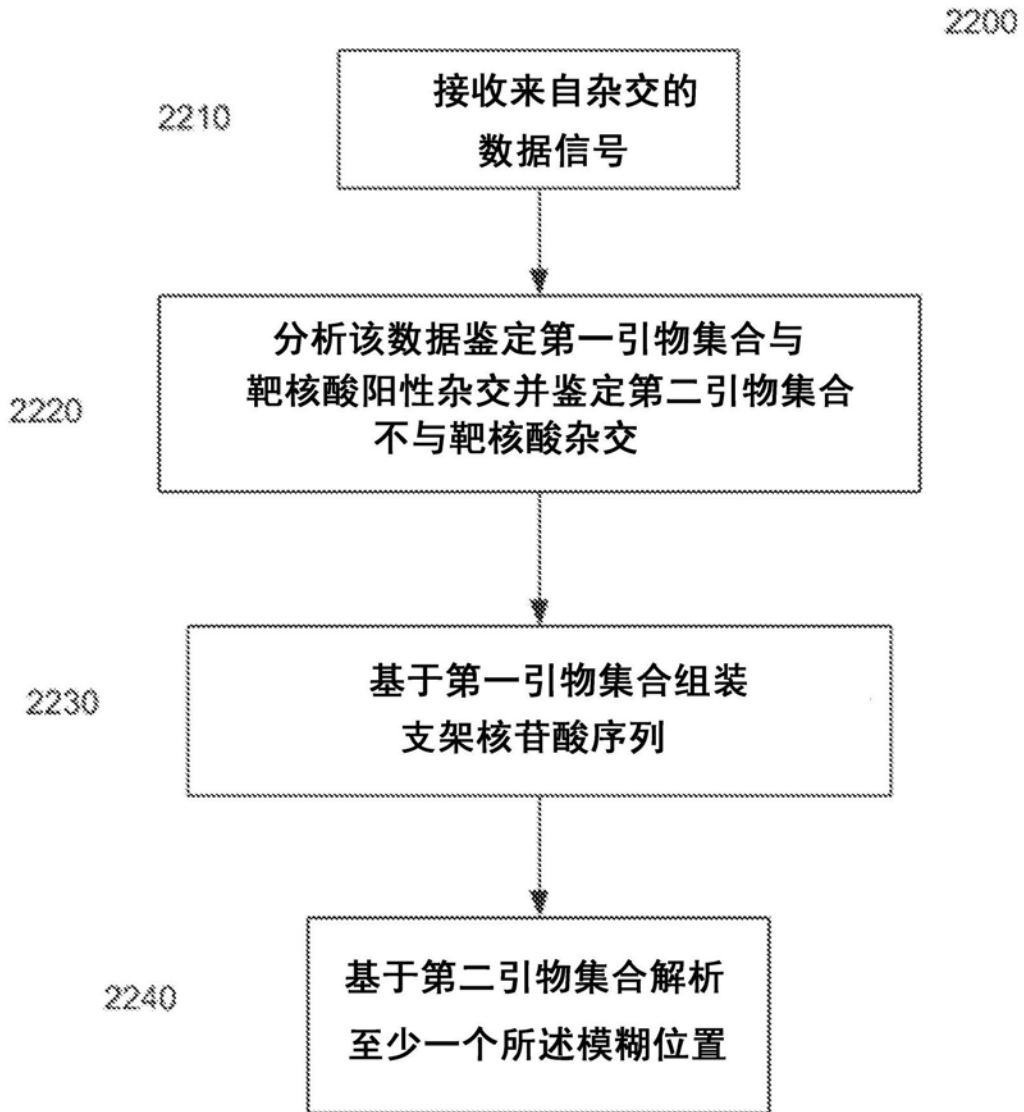 2200
2210
接收来自杂交的
数据信号
2220
分析该数据鉴定第一引物集合与
靶核酸阳性杂交并鉴定第二引物集合
不与靶核酸杂交
2230
基于第一引物集合组装
支架核苷酸序列
2240
基于第二引物集合解析
至少一个所述模糊位置